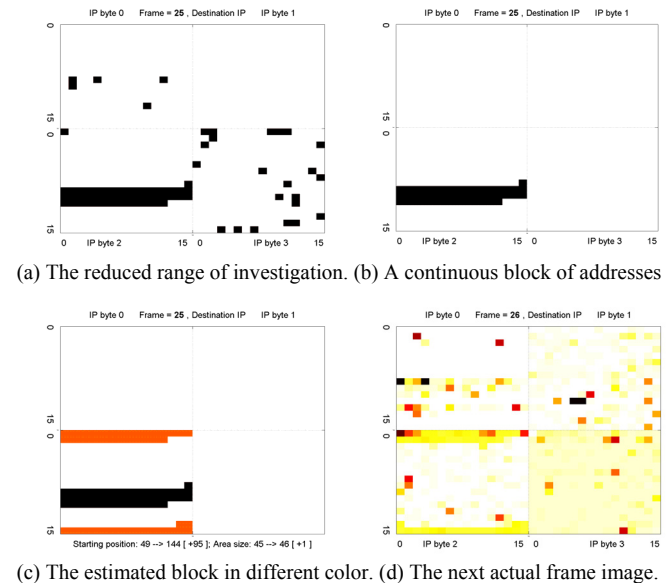 IP byte 0 Frame = 25 , Destination IP IP byte 1
0
15
0
15
0 IP byte 2 15 0 IP byte 3 15
IP byte 0 Frame = 25 , Destination IP IP byte 1
0
15
0
15
0 IP byte 2 15 0 IP byte 3 15
(a) The reduced range of investigation. (b) A continuous block of addresses
IP byte 0 Frame = 25 , Destination IP IP byte 1
0
15
0
15
Starting position: 49 --> 144 [ +95 ]; Area size: 45 --> 46 [ +1 ]
IP byte 0 Frame = 26 , Destination IP IP byte 1
0
15
0
15
0 IP byte 2 15 0 IP byte 3 15
(c) The estimated block in different color. (d) The next actual frame image.